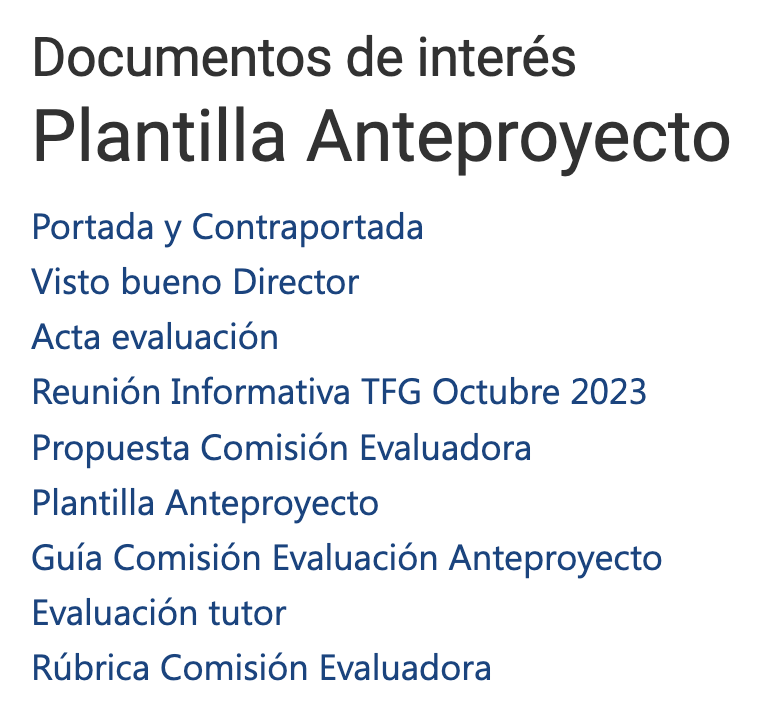 Documentos de interés
Plantilla Anteproyecto
Portada y Contraportada
Visto bueno Director
Acta evaluación
Reunión Informativa TFG Octubre 2023
Propuesta Comisión Evaluadora
Plantilla Anteproyecto
Guía Comisión Evaluación Anteproyecto
Evaluación tutor
Rúbrica Comisión Evaluadora